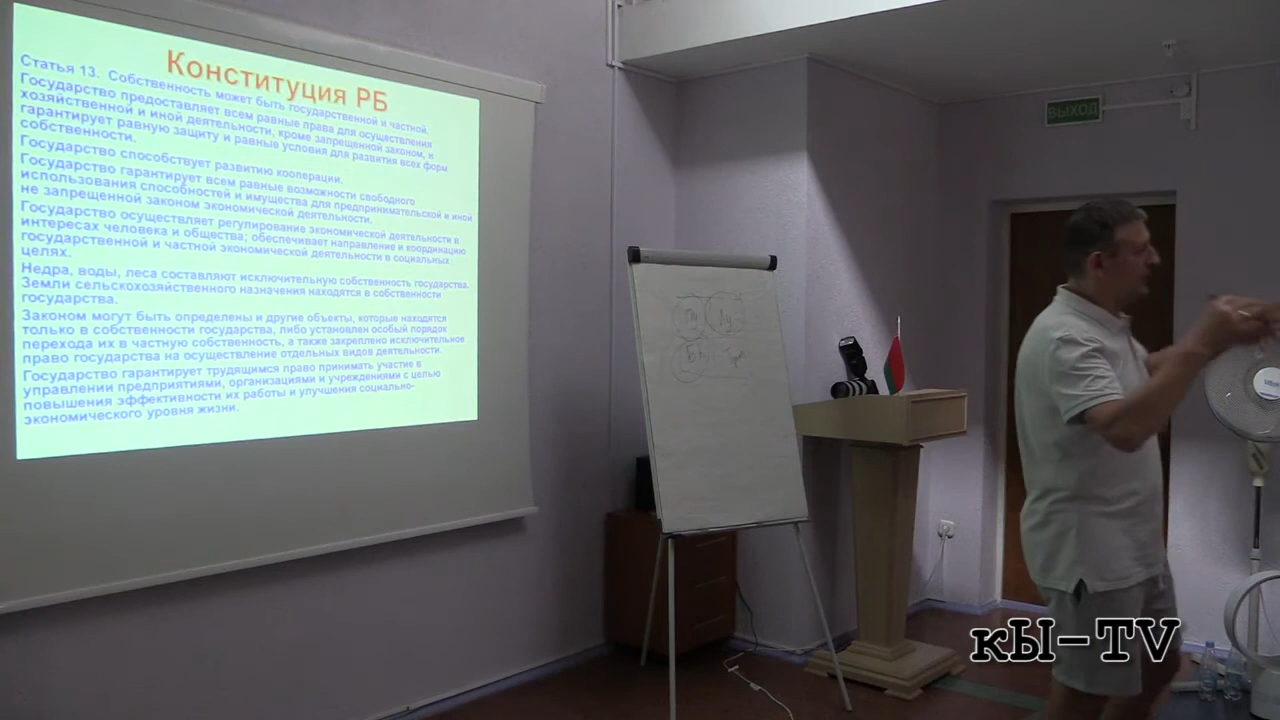 Конституция РБ
Статья 13. Собственность может быть государственной и частной.
Государство предоставляет всем равные права для осуществления
хозяйственной и иной деятельности, кроме запрещенной законом, и
гарантирует равную защиту и равные условия для развития всех форм
собственности.
Государство способствует развитию кооперации.
Государство гарантирует всем равные возможности свободного
использования способностей и имущества для предпринимательской и иной
не запрещенной законом экономической деятельности.
Государство осуществляет регулирование экономической деятельности в
интересах человека и общества; обеспечивает направление и координацию
государственной и частной экономической деятельности в социальных
целях.
Недра, воды, леса составляют исключительную собственность государства.
Земли сельскохозяйственного назначения находятся в собственности
государства.
Законом могут быть определены и другие объекты, которые находятся
только в собственности государства, либо установлен особый порядок
перехода их в частную собственность, а также закреплено исключительное
право государства на осуществление отдельных видов деятельности.
Государство гарантирует трудящимся право принимать участие в
управлении предприятиями, организациями и учреждениями с целью
повышения эффективности их работы и улучшения социально-
экономического уровня жизни.
ВЫХОД
кЫ-TV